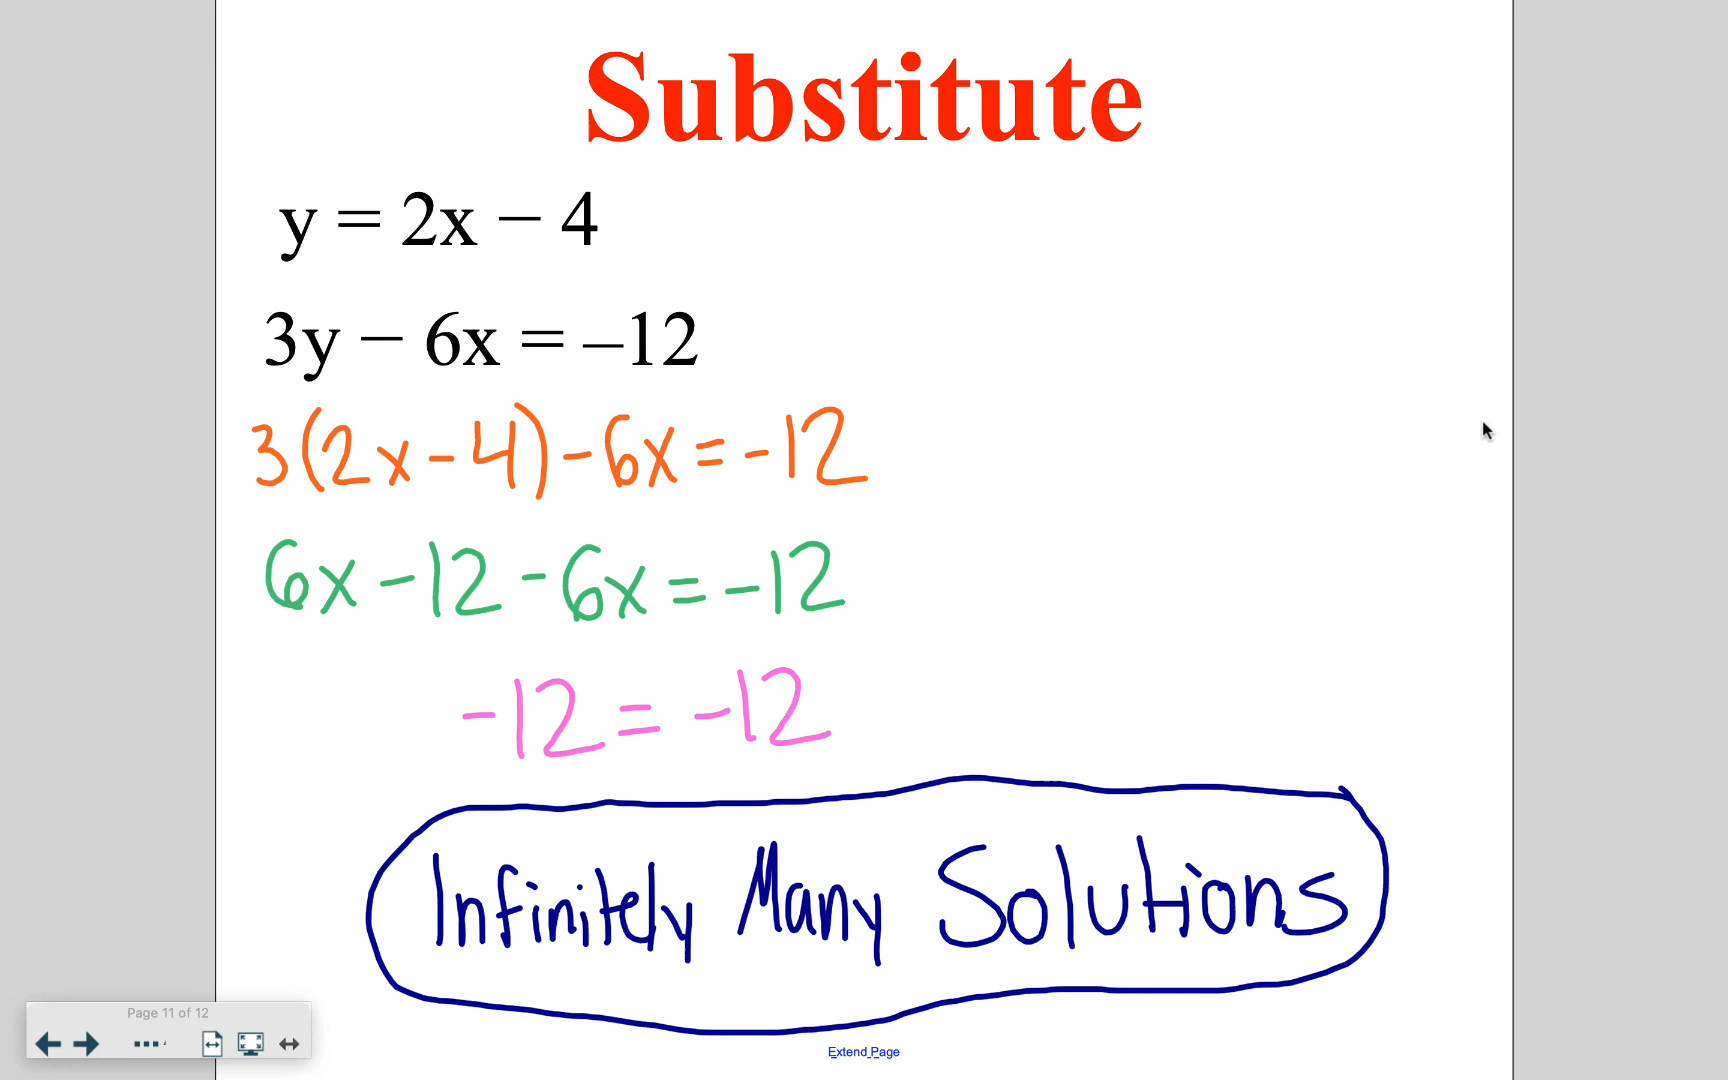 Substitute
y = 2x − 4
3y − 6x = –12
3(2x-4)-6x=-12
6x-12-6x=-12
-12=-12
Infinitely Many Solutions
Page 11 of 12
Extend Page